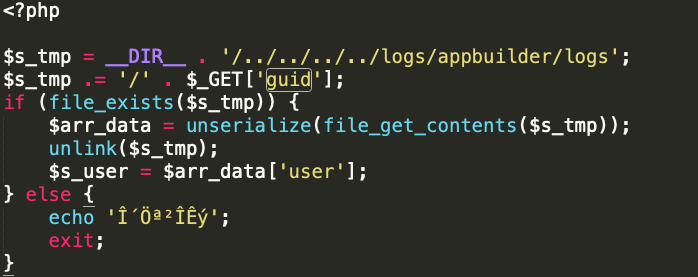 <?php
$s_tmp = __DIR__ . '/../../../../logs/appbuilder/logs';
$s_tmp .= '/' . $_GET['guid'];
if (file_exists($s_tmp)) {
$arr_data = unserialize(file_get_contents($s_tmp));
unlink($s_tmp);
$s_user = $arr_data['user'];
} else {
echo 'Î´Öª²ÎÊý';
exit;
}